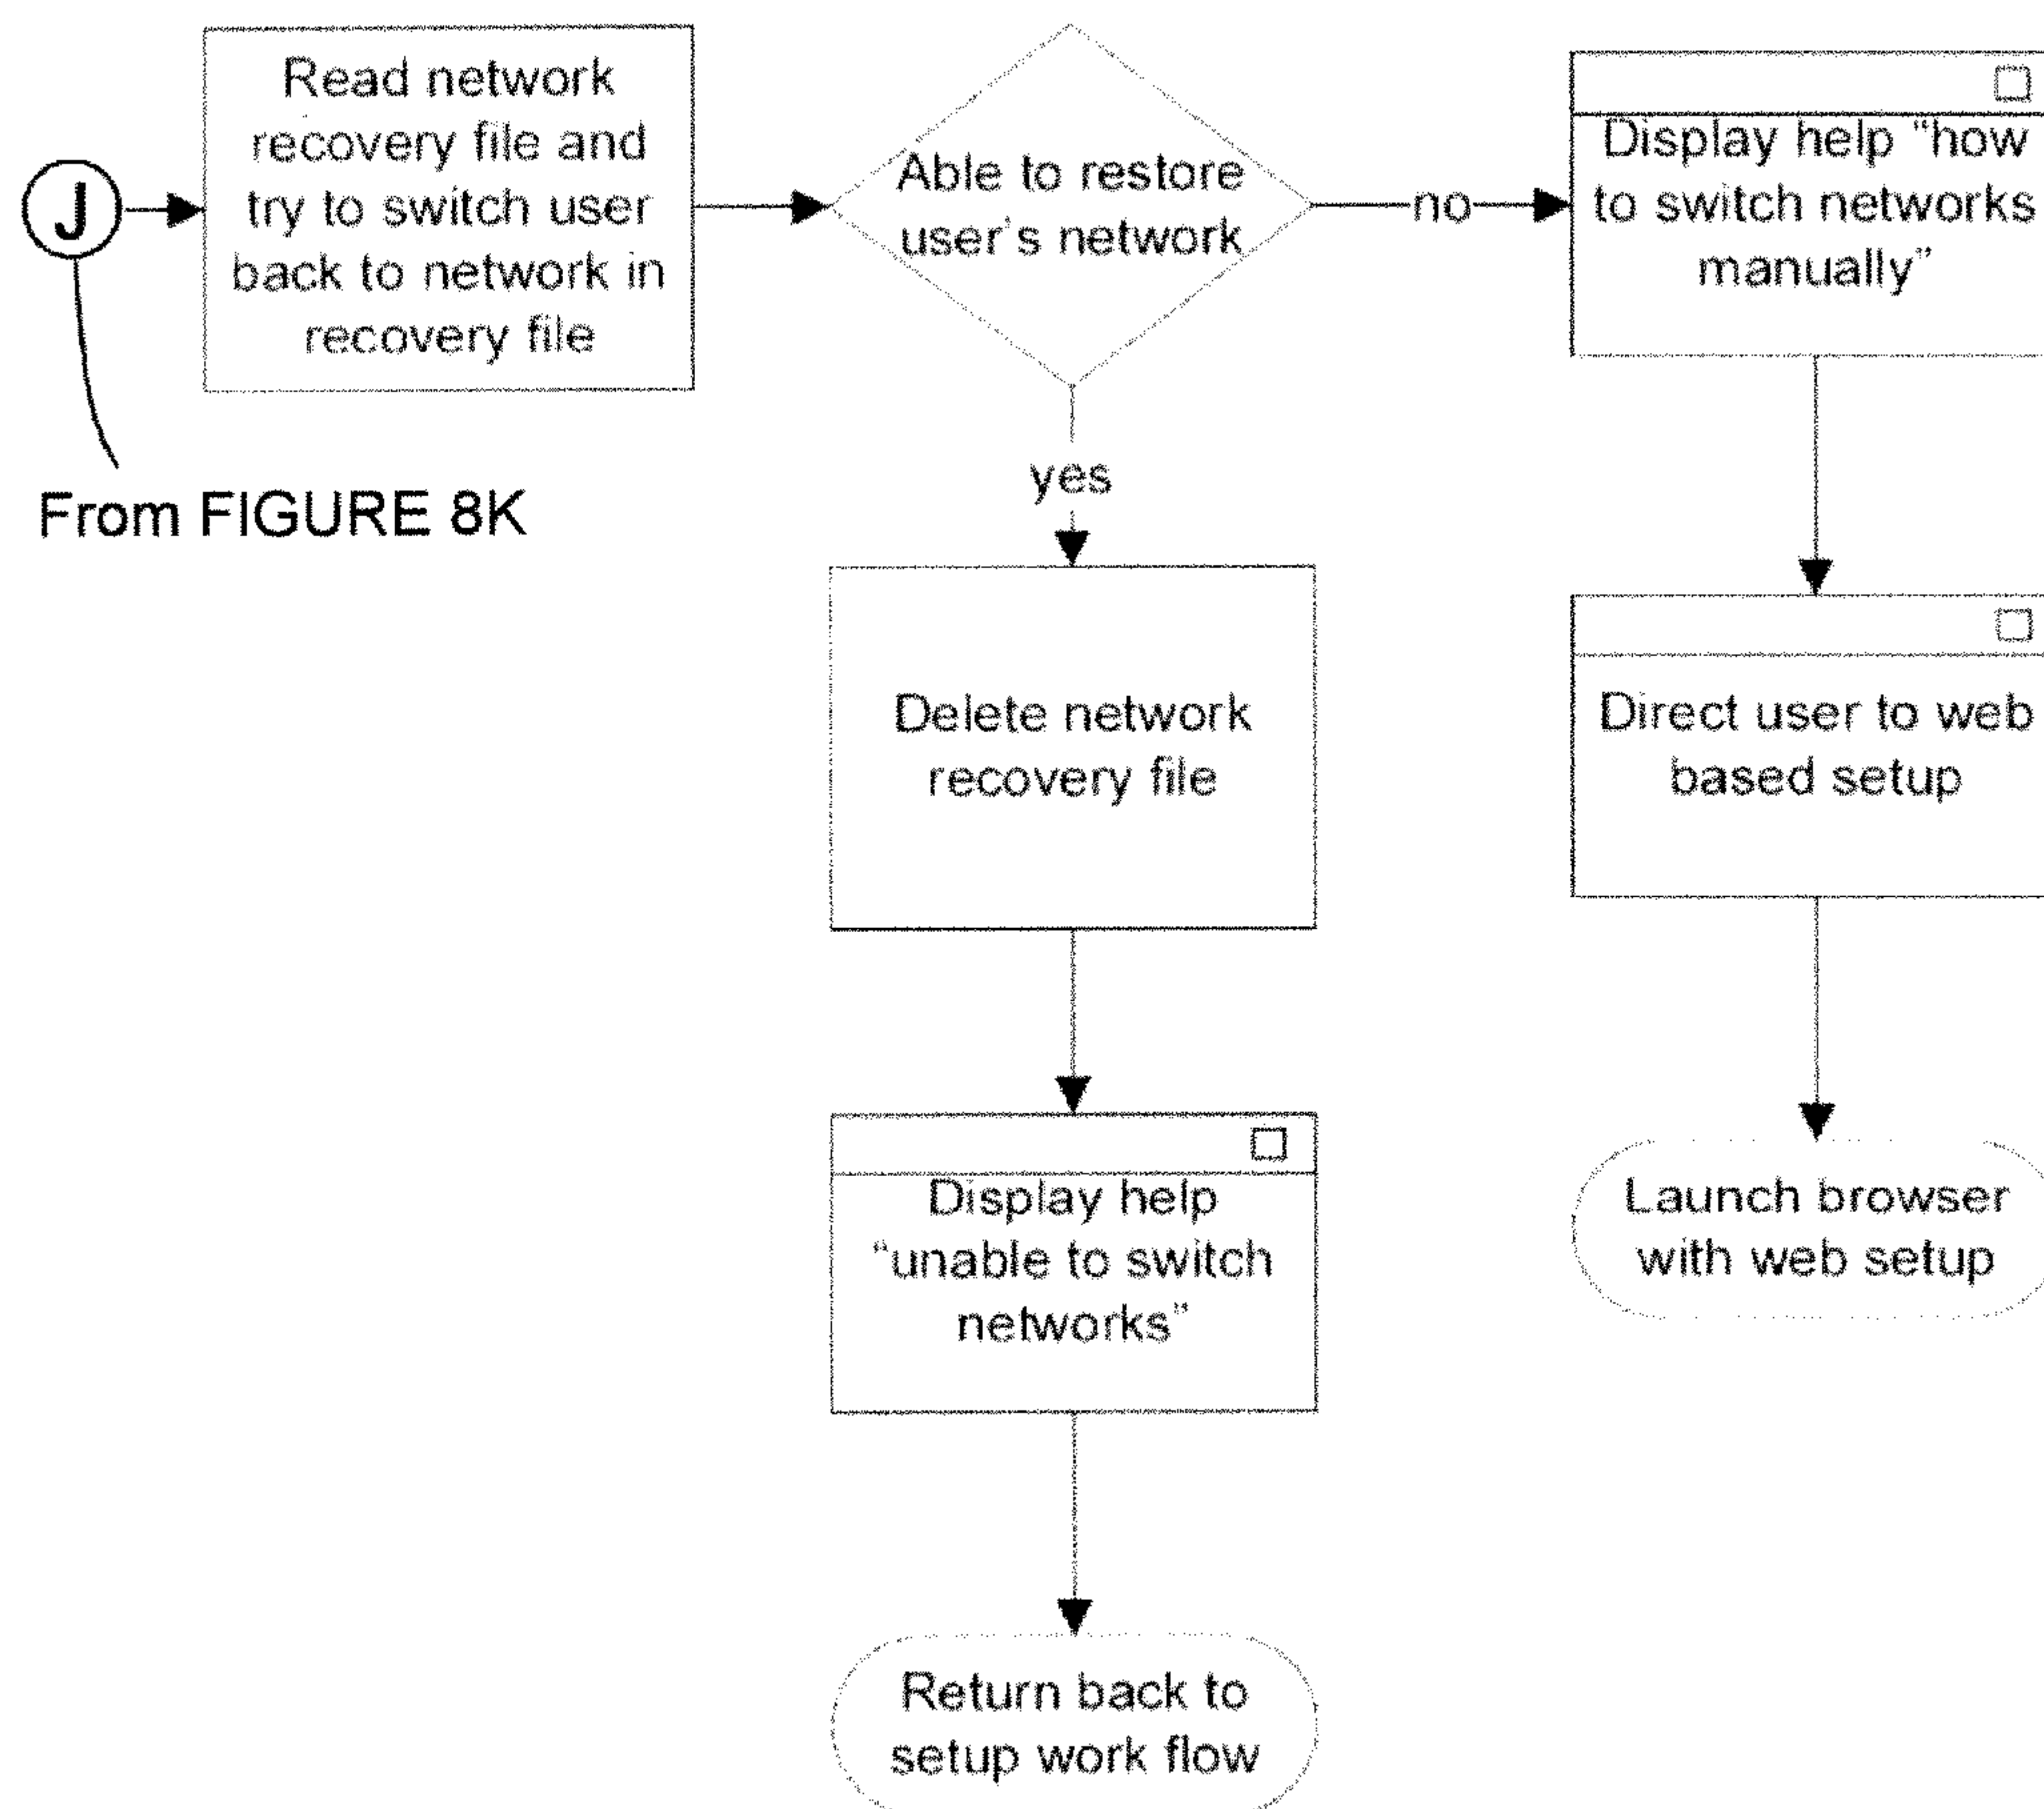 J
Read network
recovery file and
try to switch user
back to network in
recovery file
From FIGURE 8K
Able to restore
user's network
no
yes
Display help “how
to switch networks
manually”
Direct user to web
based setup
Launch browser
with web setup
Delete network
recovery file
Display help
“unable to switch
networks”
Return back to
setup work flow